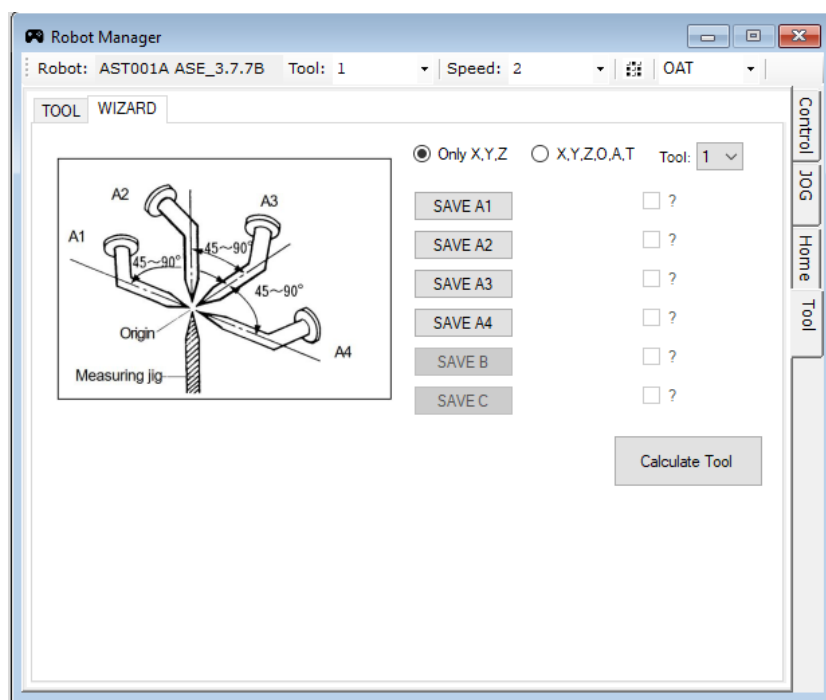 Robot Manager
Robot: AST001A ASE_3.7.7B Tool: 1 Speed: 2 OAT
TOOL WIZARD
Only X,Y,Z X,Y,Z,O,A,T Tool: 1
A2
A3
A1
45~90°
45~90°
45~90°
Origin
A4
Measuring jig
SAVE A1 ?
SAVE A2 ?
SAVE A3 ?
SAVE A4 ?
SAVE B ?
SAVE C ?
Calculate Tool
Control
JOG
Home
Tool